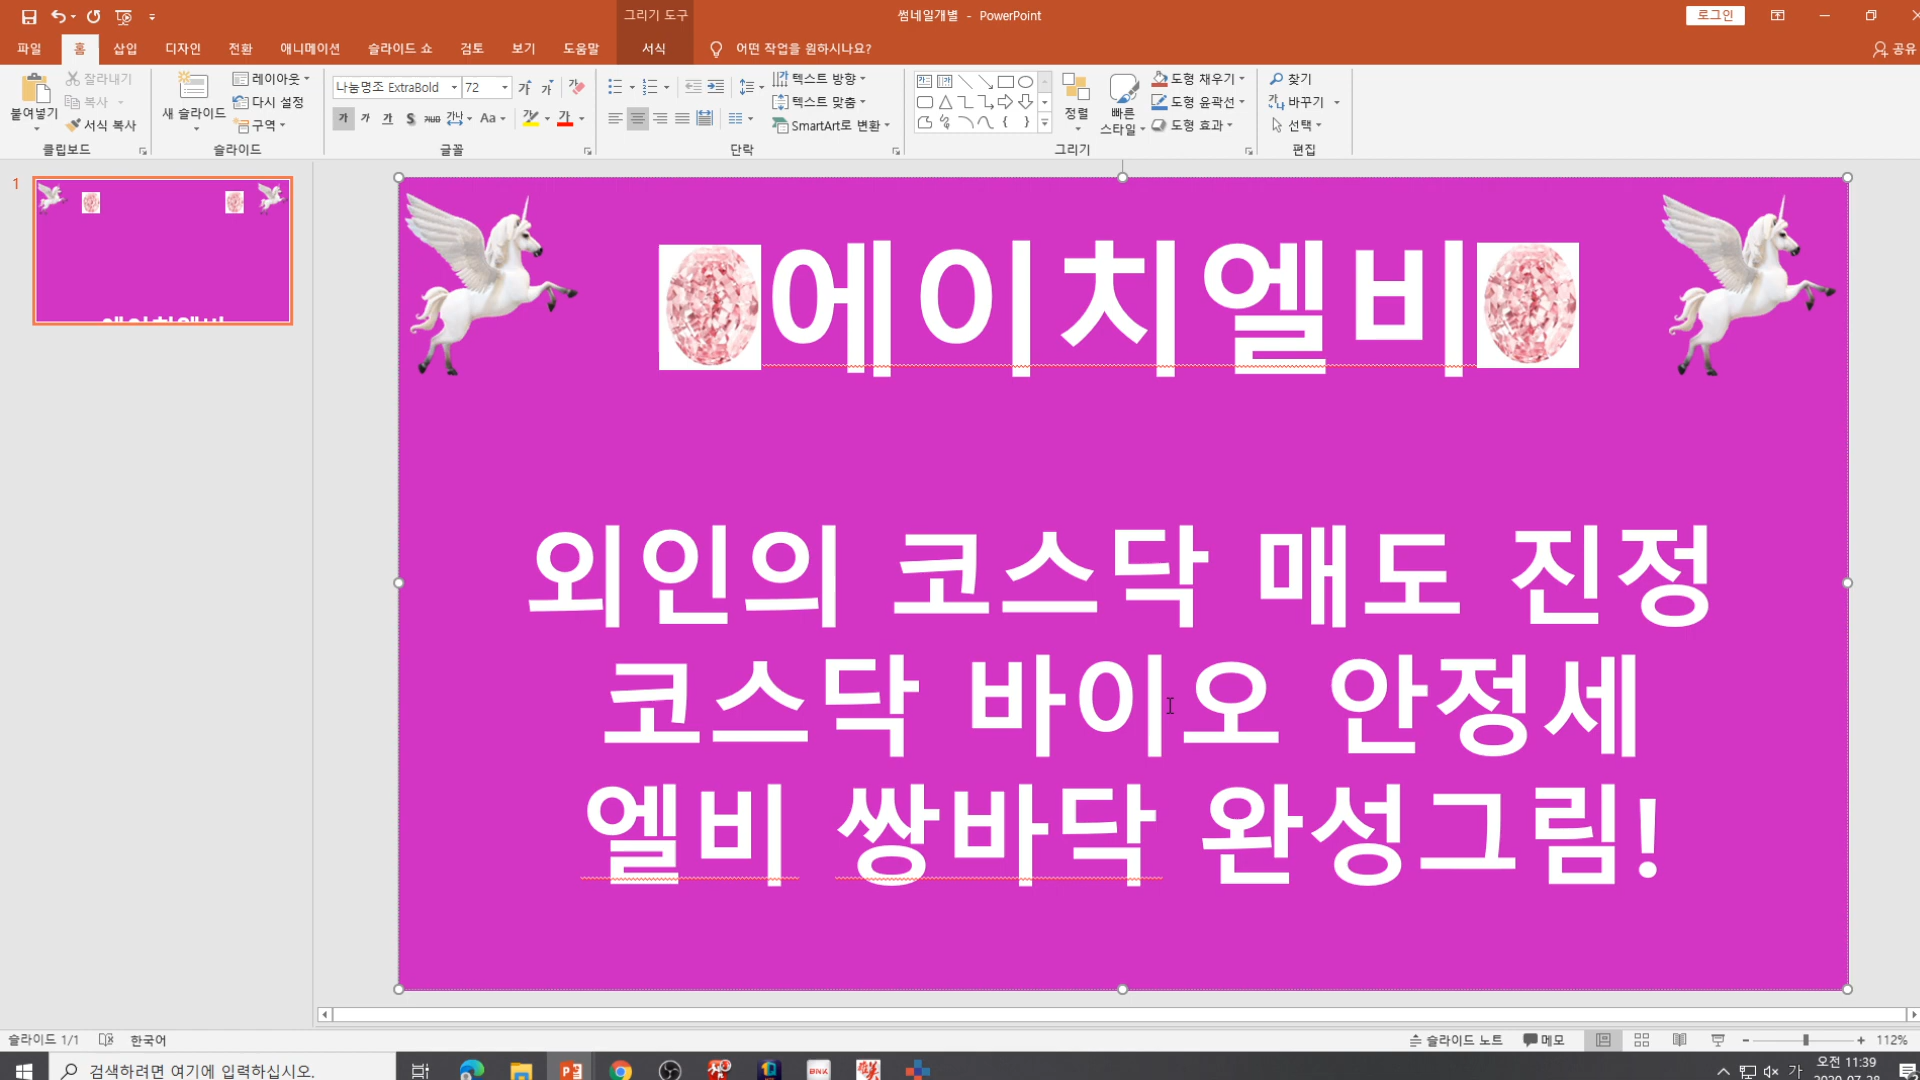 그리기 도구
썸네일개별 - PowerPoint
로그인
파일 홈 삽입 디자인 전환 애니메이션 슬라이드 쇼 검토 보기 도움말 서식 어떤 작업을 원하시나요? 공유
붙여넣기
잘라내기
복사
서식 복사
클립보드
새 슬라이드
레이아웃
다시 설정
구역
슬라이드
나눔명조 ExtraBold 72
가 가 가 S 가나 Aa 가
글꼴
텍스트 방향
텍스트 맞춤
SmartArt로 변환
단락
정렬
빠른
스타일
도형 채우기
도형 윤곽선
도형 효과
그리기
찾기
바꾸기
선택
편집
1
에이치엘비
외인의 코스닥 매도 진정
코스닥 바이오 안정세
엘비 쌍바닥 완성그림!
슬라이드 1/1 한국어
슬라이드 노트 메모 112%
검색하려면 여기에 입력하십시오.
가 오전 11:39